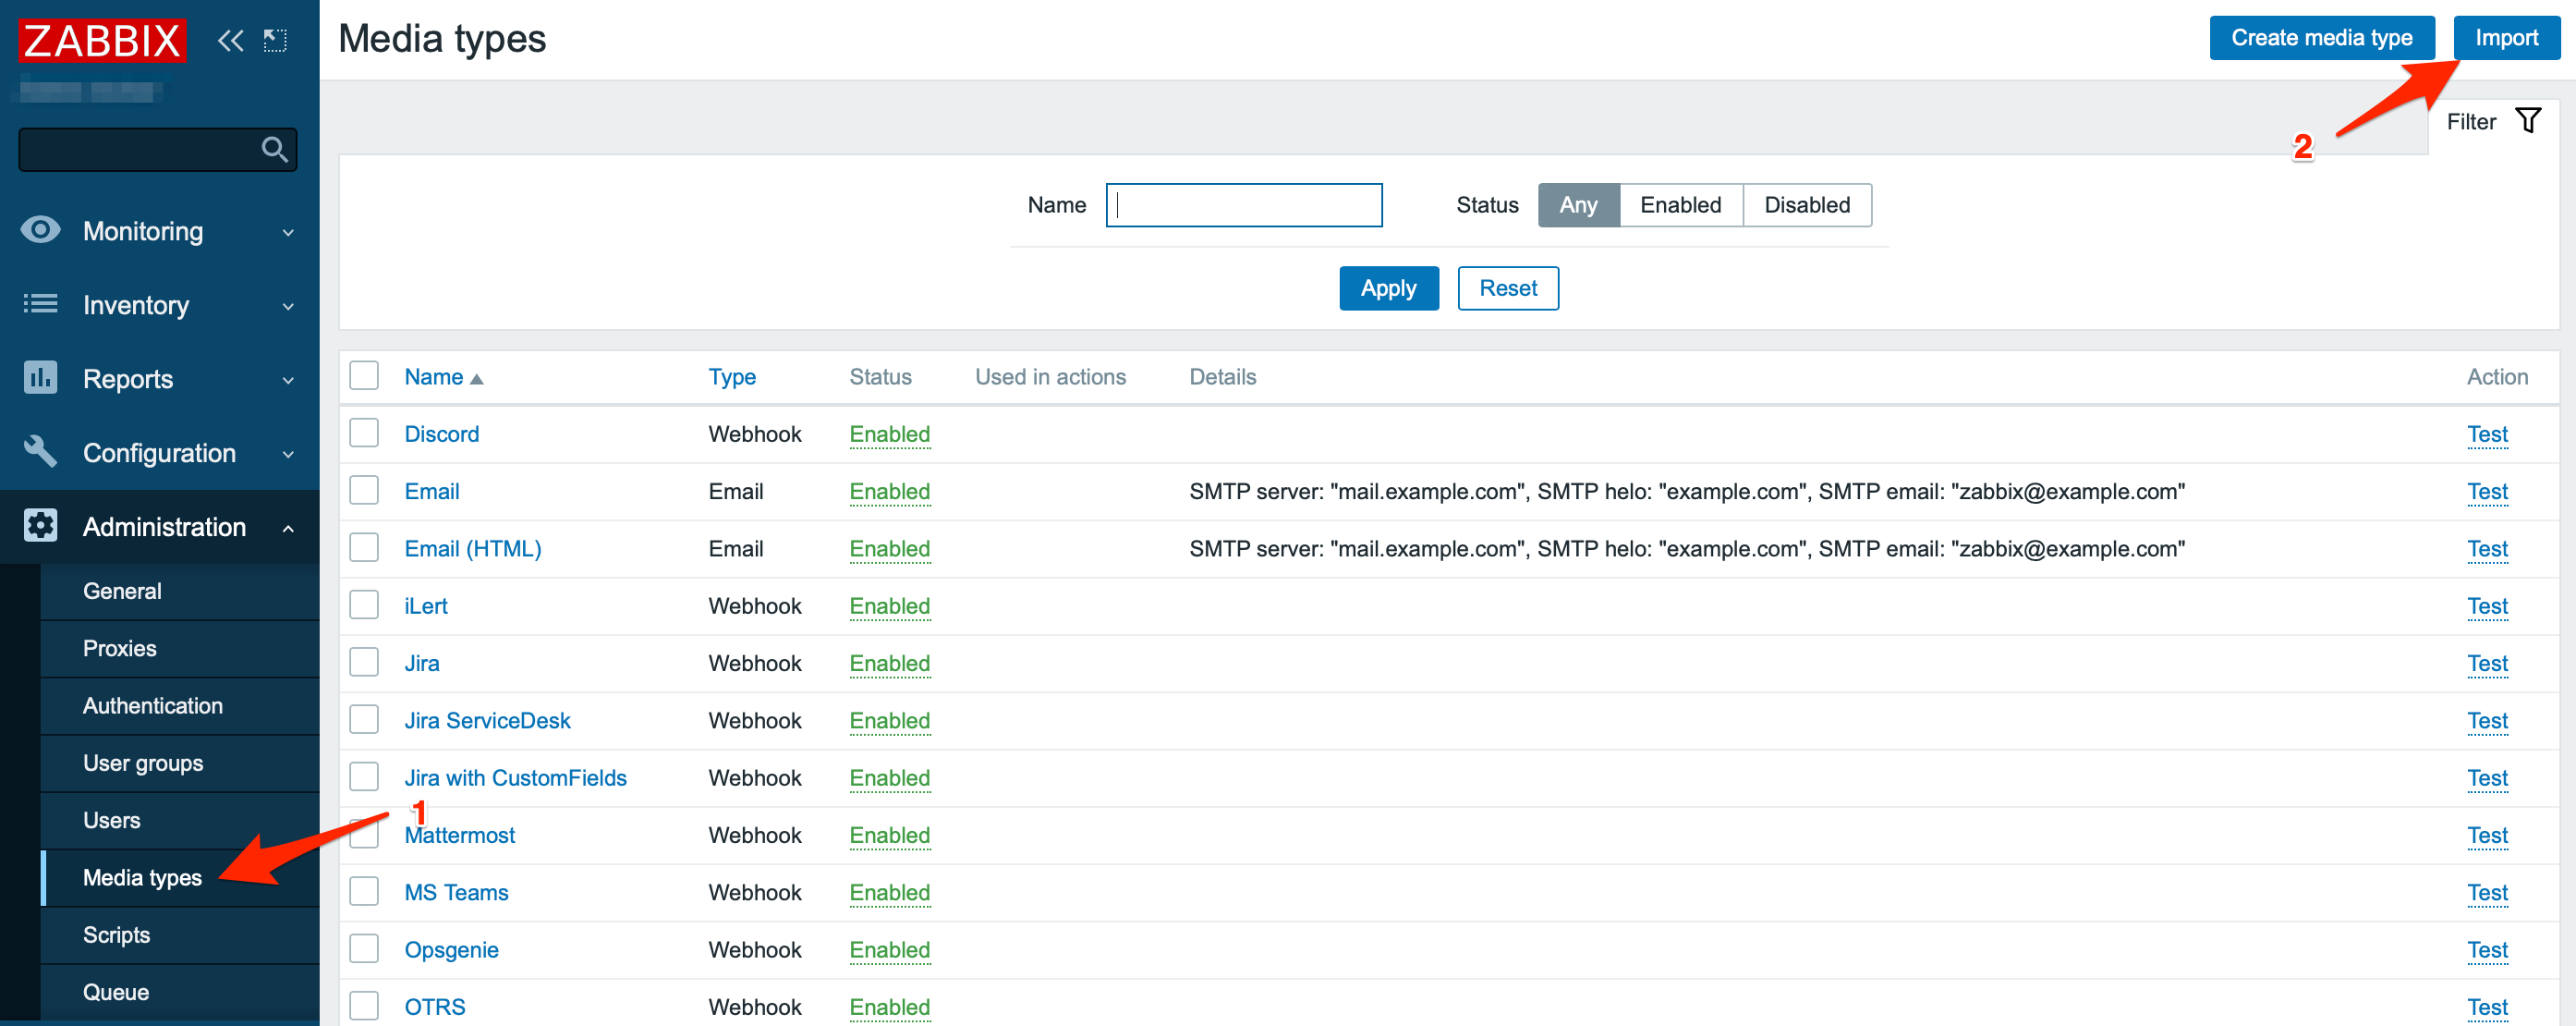 ZABBIX
Media types
Create media type
Import
Filter
2
Name
Status
Any
Enabled
Disabled
Apply
Reset
Monitoring
Inventory
Reports
Configuration
Administration
General
Proxies
Authentication
User groups
Users
Media types
Scripts
Queue
1
Name Type Status Used in actions Details Action
Discord Webhook Enabled Test
Email Email Enabled SMTP server: "mail.example.com", SMTP helo: "example.com", SMTP email: "zabbix@example.com" Test
Email (HTML) Email Enabled SMTP server: "mail.example.com", SMTP helo: "example.com", SMTP email: "zabbix@example.com" Test
iLert Webhook Enabled Test
Jira Webhook Enabled Test
Jira ServiceDesk Webhook Enabled Test
Jira with CustomFields Webhook Enabled Test
Mattermost Webhook Enabled Test
MS Teams Webhook Enabled Test
Opsgenie Webhook Enabled Test
OTRS Webhook Enabled Test